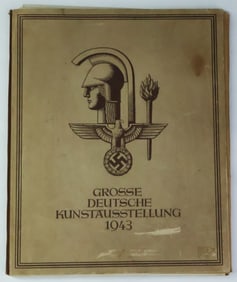 GROSSE
DEUTSCHE
KUNSTAUSSTELLUNG
1943